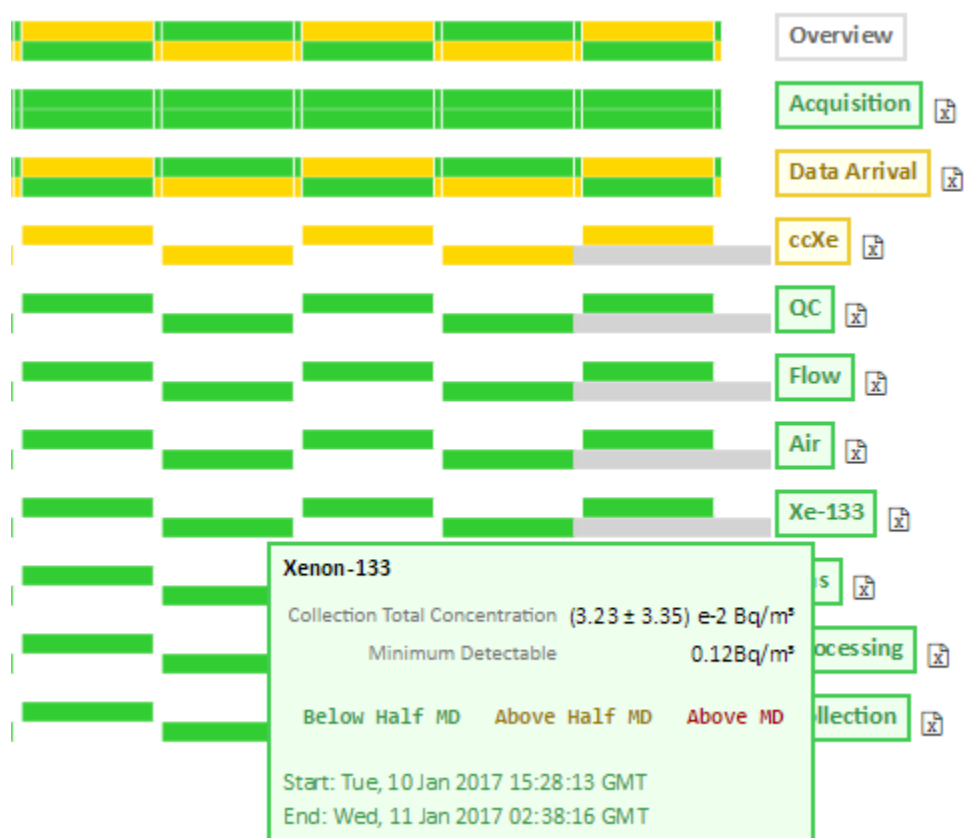 Overview
Acquisition
Data Arrival
ccXe
QC
Flow
Air
Xe-133
Xenon-133
Collection Total Concentration (3.23 ± 3.35) e-2 Bq/m³
Minimum Detectable 0.12Bq/m³
Below Half MD Above Half MD Above MD
Start: Tue, 10 Jan 2017 15:28:13 GMT
End: Wed, 11 Jan 2017 02:38:16 GMT
s
ocessing
llection